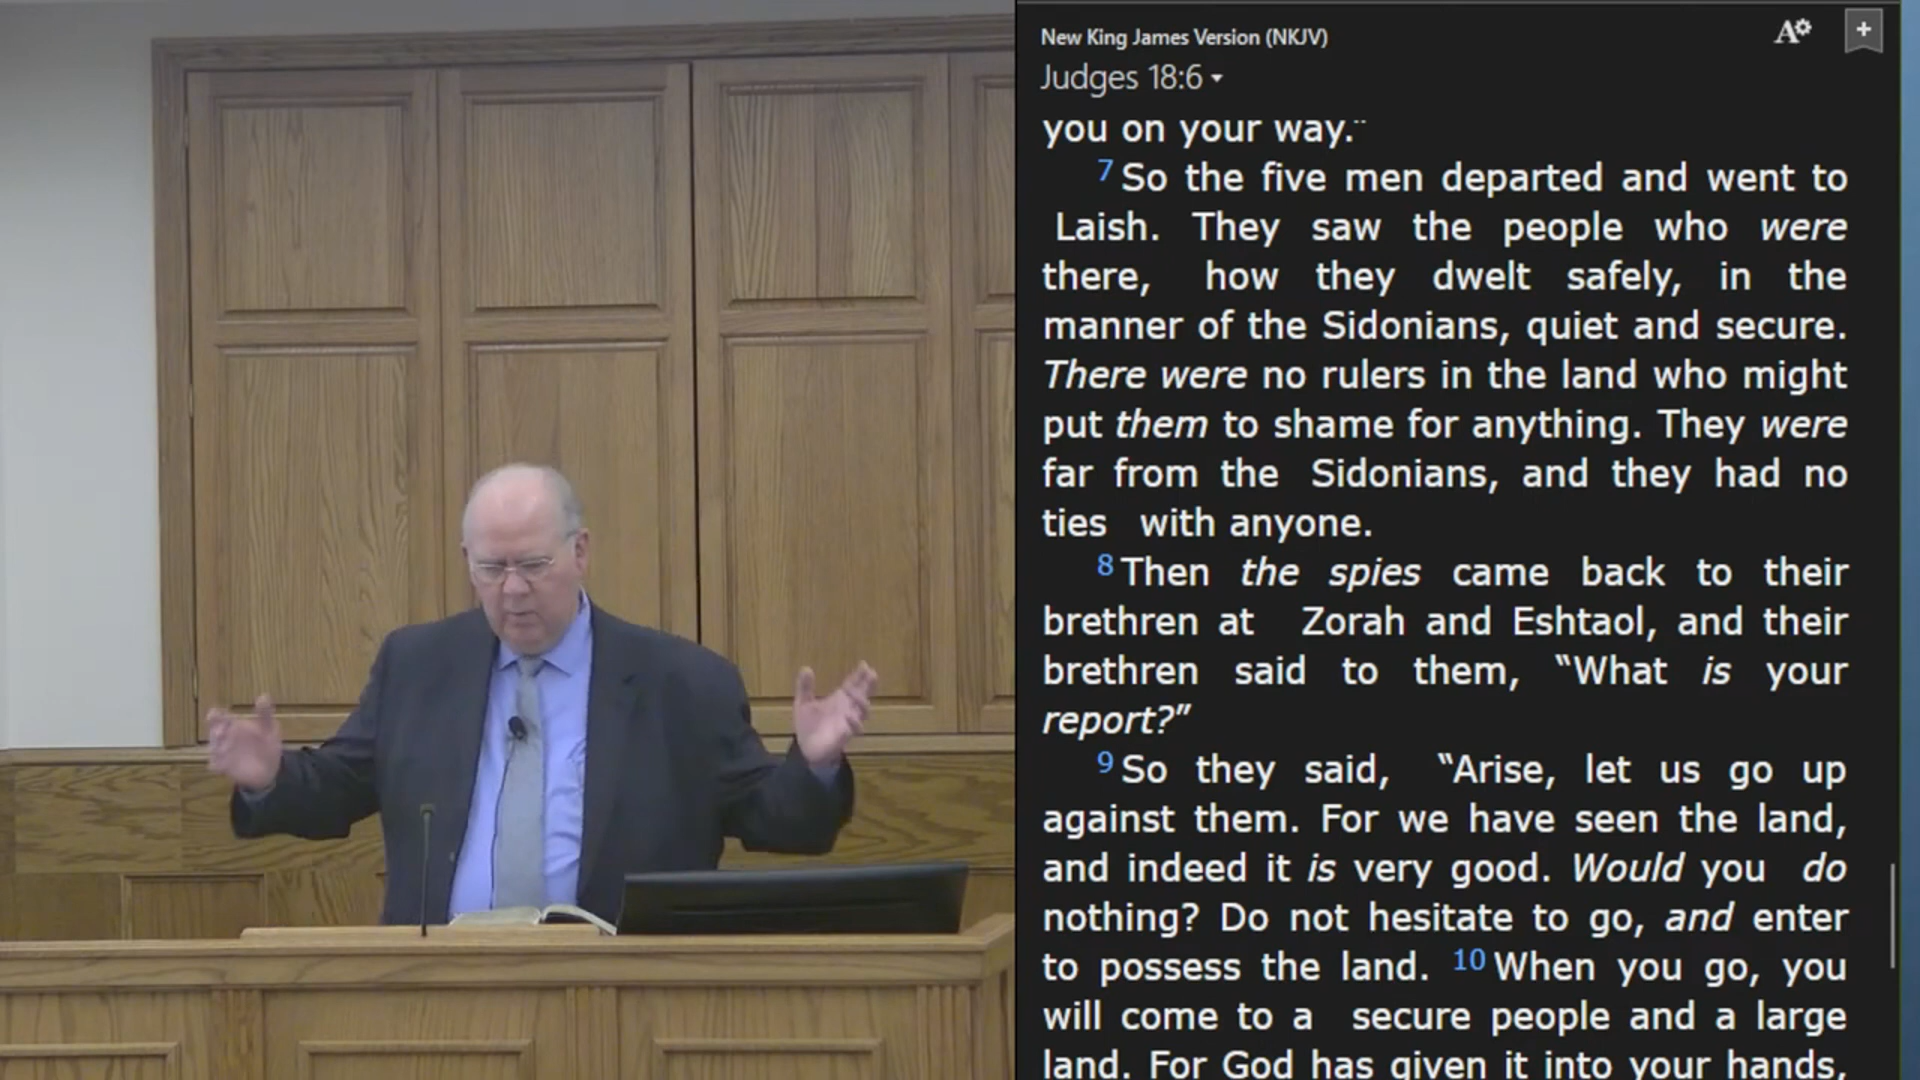 New King James Version (NKJV)
Judges 18:6
you on your way.”
7 So the five men departed and went to
Laish. They saw the people who were
there, how they dwelt safely, in the
manner of the Sidonians, quiet and secure.
There were no rulers in the land who might
put them to shame for anything. They were
far from the Sidonians, and they had no
ties with anyone.
8 Then the spies came back to their
brethren at Zorah and Eshtaol, and their
brethren said to them, “What is your
report?”
9 So they said, “Arise, let us go up
against them. For we have seen the land,
and indeed it is very good. Would you do
nothing? Do not hesitate to go, and enter
to possess the land. 10 When you go, you
will come to a secure people and a large
land. For God has given it into your hands,